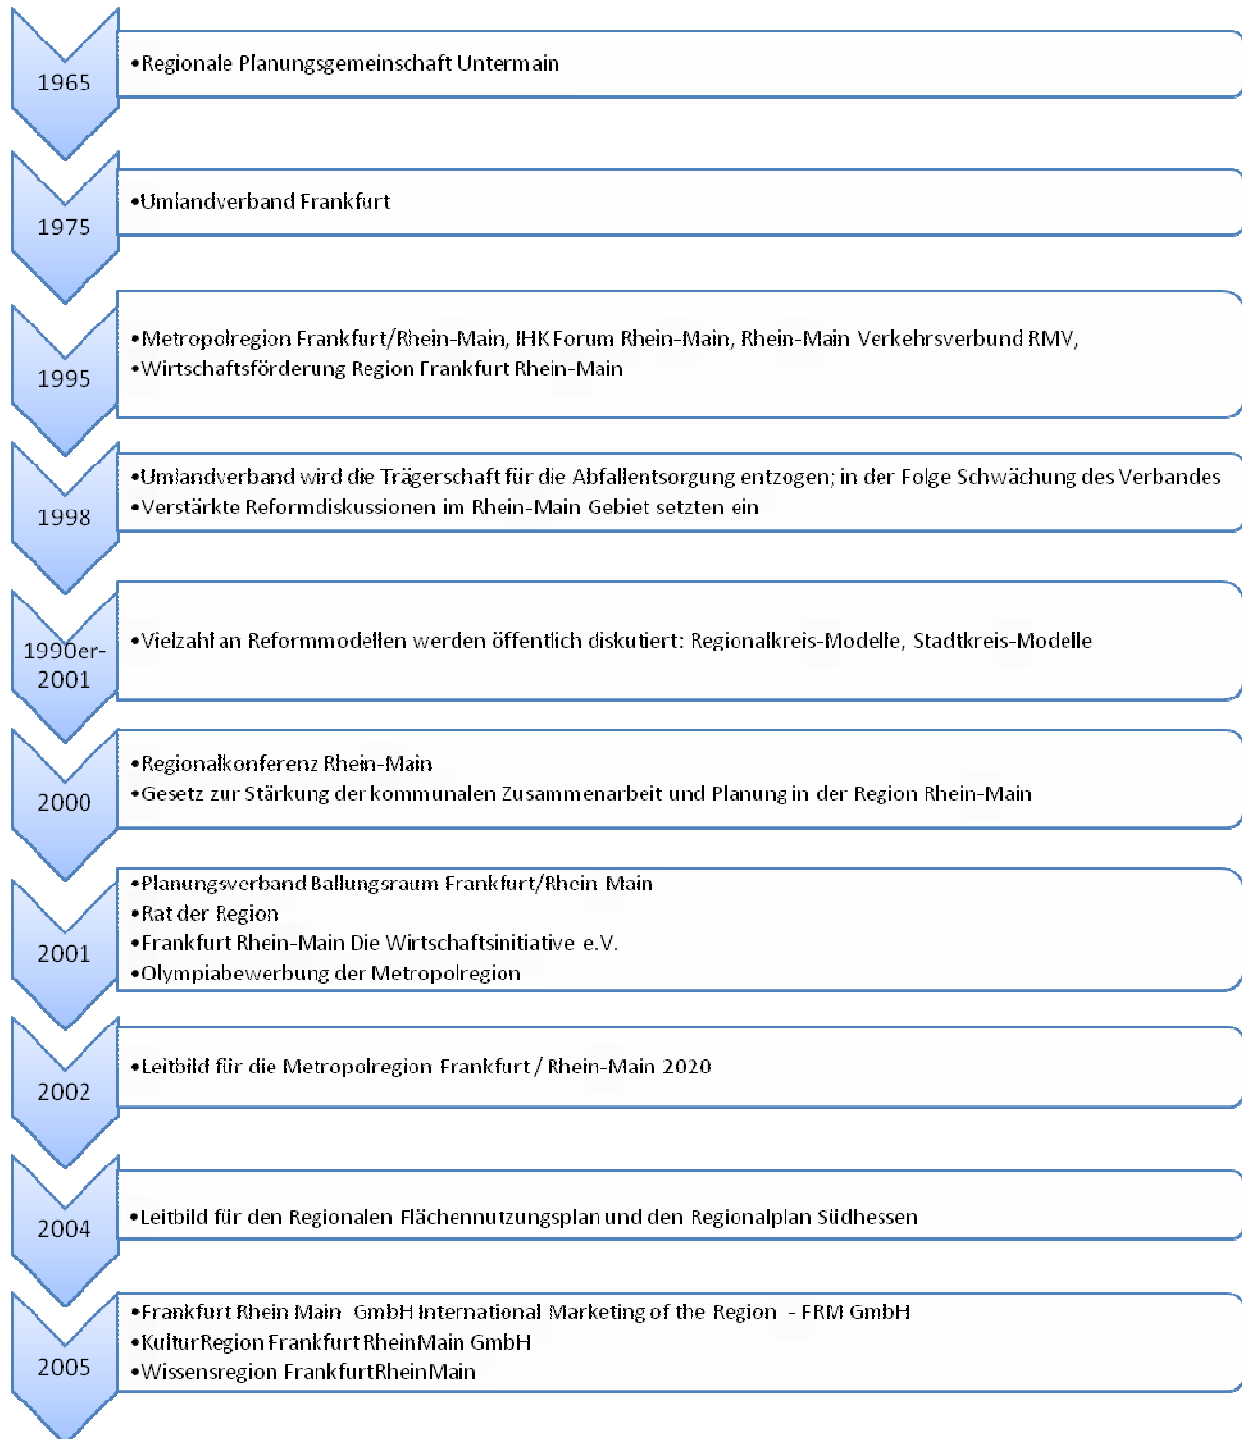 1965
•Regionale Planungsgemeinschaft Untermain
1975
•Umlandverband Frankfurt
1995
•Metropolregion Frankfurt/Rhein-Main, IHK Forum Rhein-Main, Rhein-Main Verkehrsverbund RMV,
•Wirtschaftsförderung Region Frankfurt Rhein-Main
1998
•Umlandverband wird die Trägerschaft für die Abfallentsorgung entzogen; in der Folge Schwächung des Verbandes
•Verstärkte Reformdiskussionen im Rhein-Main Gebiet setzten ein
1990er-
2001
•Vielzahl an Reformmodellen werden öffentlich diskutiert: Regionalkreis-Modelle, Stadtkreis-Modelle
2000
•Regionalkonferenz Rhein-Main
•Gesetz zur Stärkung der kommunalen Zusammenarbeit und Planung in der Region Rhein-Main
2001
•Planungsverband Ballungsraum Frankfurt/Rhein Main
•Rat der Region
•Frankfurt Rhein-Main Die Wirtschaftsinitiative e.V.
•Olympiabewerbung der Metropolregion
2002
•Leitbild für die Metropolregion Frankfurt / Rhein-Main 2020
2004
•Leitbild für den Regionalen Flächennutzungsplan und den Regionalplan Südhessen
2005
•Frankfurt Rhein Main GmbH International Marketing of the Region - FRM GmbH
•KulturRegion Frankfurt RheinMain GmbH
•Wissensregion FrankfurtRheinMain